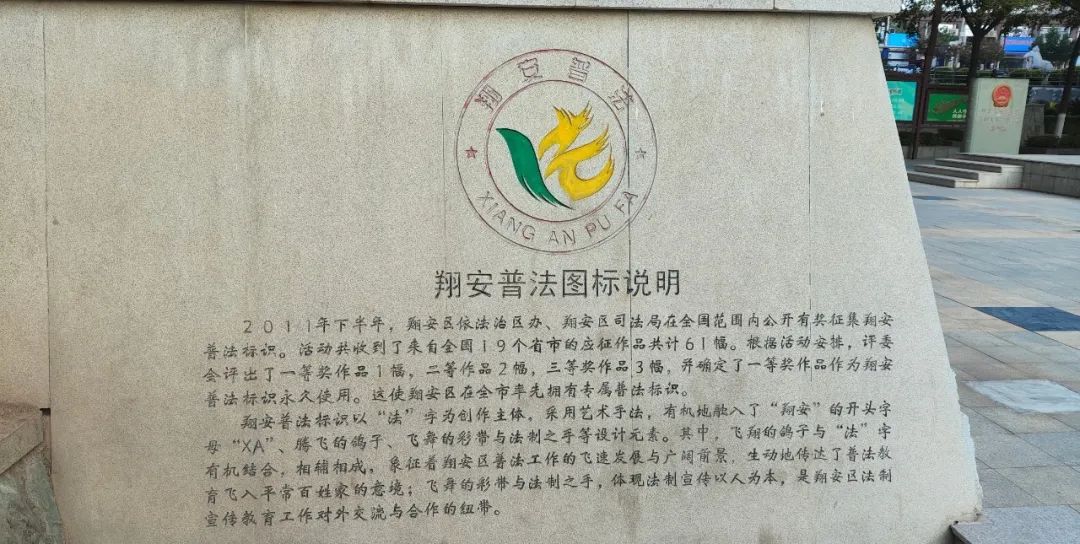 翔安普法
XIANG AN PU FA
翔安普法图标说明
2011年下半年，翔安区依法治区办、翔安区司法局在全国范围内公开有奖征集翔安
普法标识。活动共收到了来自全国19个省市的应征作品共计61幅。根据活动安排，评委
会评出了一等奖作品1幅，二等作品2幅，三等奖作品3幅，并确定了一等奖作品作为翔安
普法标识永久使用。这使翔安区在全市率先拥有专属普法标识。
翔安普法标识以“法”字为创作主体，采用艺术手法，有机地融入了“翔安”的开头字
母“XA”、腾飞的鸽子、飞舞的彩带与法制之手等设计元素。其中，飞翔的鸽子与“法”字
有机结合，相辅相成，象征着翔安区普法工作的飞速发展与广阔前景，生动地传达了普法教
育飞入平常百姓家的意境；飞舞的彩带与法制之手，体现法制宣传以人为本，是翔安区法制
宣传教育工作对外交流与合作的纽带。